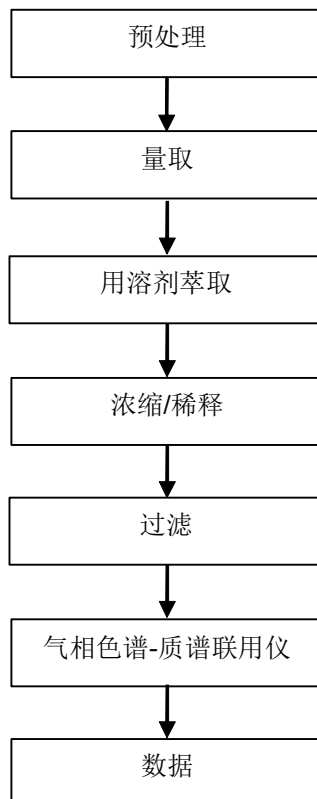 预处理
量取
用溶剂萃取
浓缩/稀释
过滤
气相色谱-质谱联用仪
数据